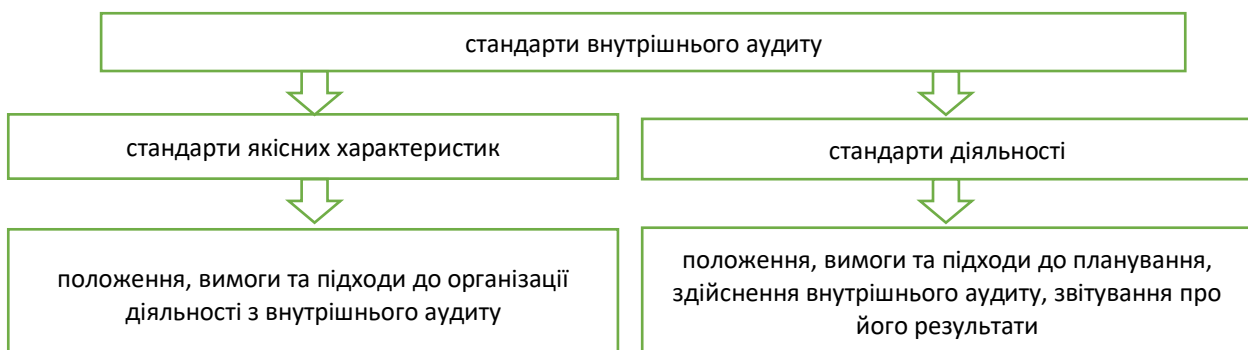 стандарти внутрішнього аудиту
стандарти якісних характеристик
стандарти діяльності
положення, вимоги та підходи до організації
діяльності з внутрішнього аудиту
положення, вимоги та підходи до планування,
здійснення внутрішнього аудиту, звітування про
його результати